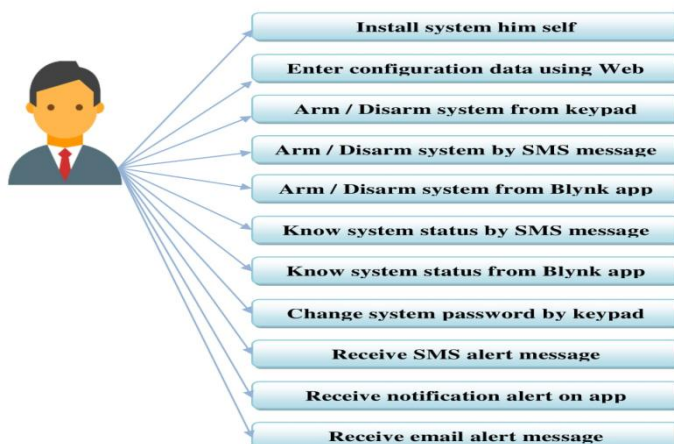 Install system him self
Enter configuration data using Web
Arm / Disarm system from keypad
Arm / Disarm system by SMS message
Arm / Disarm system from Blynk app
Know system status by SMS message
Know system status from Blynk app
Change system password by keypad
Receive SMS alert message
Receive notification alert on app
Receive email alert message